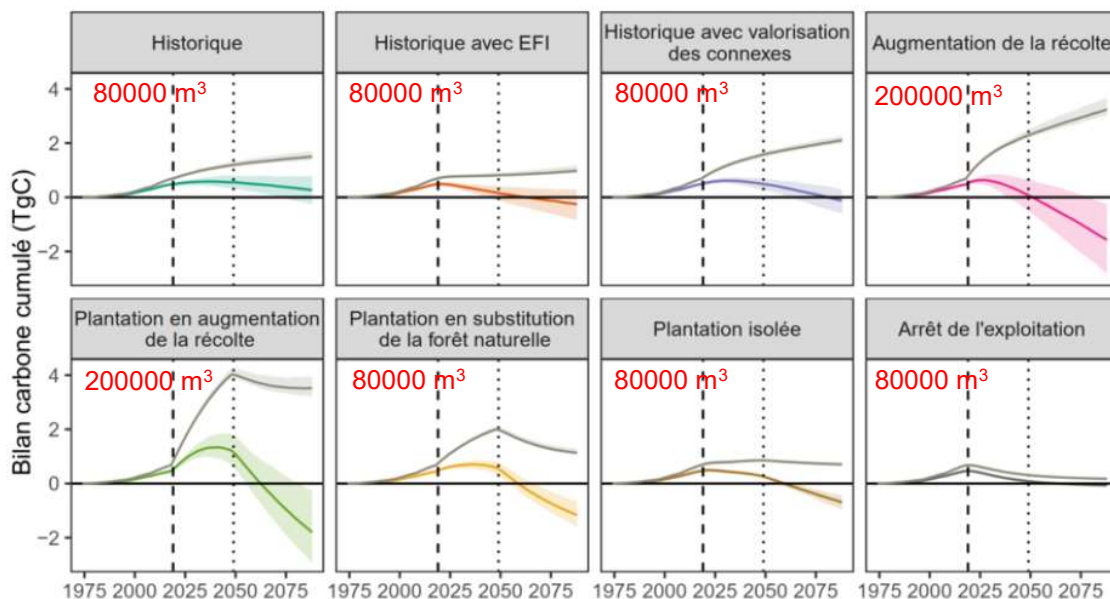 Historique
Historique avec EFI
Historique avec valorisation
des connexes
Augmentation de la récolte
80000 m³
80000 m³
80000 m³
200000 m³
4
2
0
−2
Plantation en augmentation
de la récolte
Plantation en substitution
de la forêt naturelle
Plantation isolée
Arrêt de l'exploitation
200000 m³
80000 m³
80000 m³
80000 m³
4
2
0
−2
Bilan carbone cumulé (TgC)
1975 2000 2025 2050 2075
1975 2000 2025 2050 2075
1975 2000 2025 2050 2075
1975 2000 2025 2050 2075